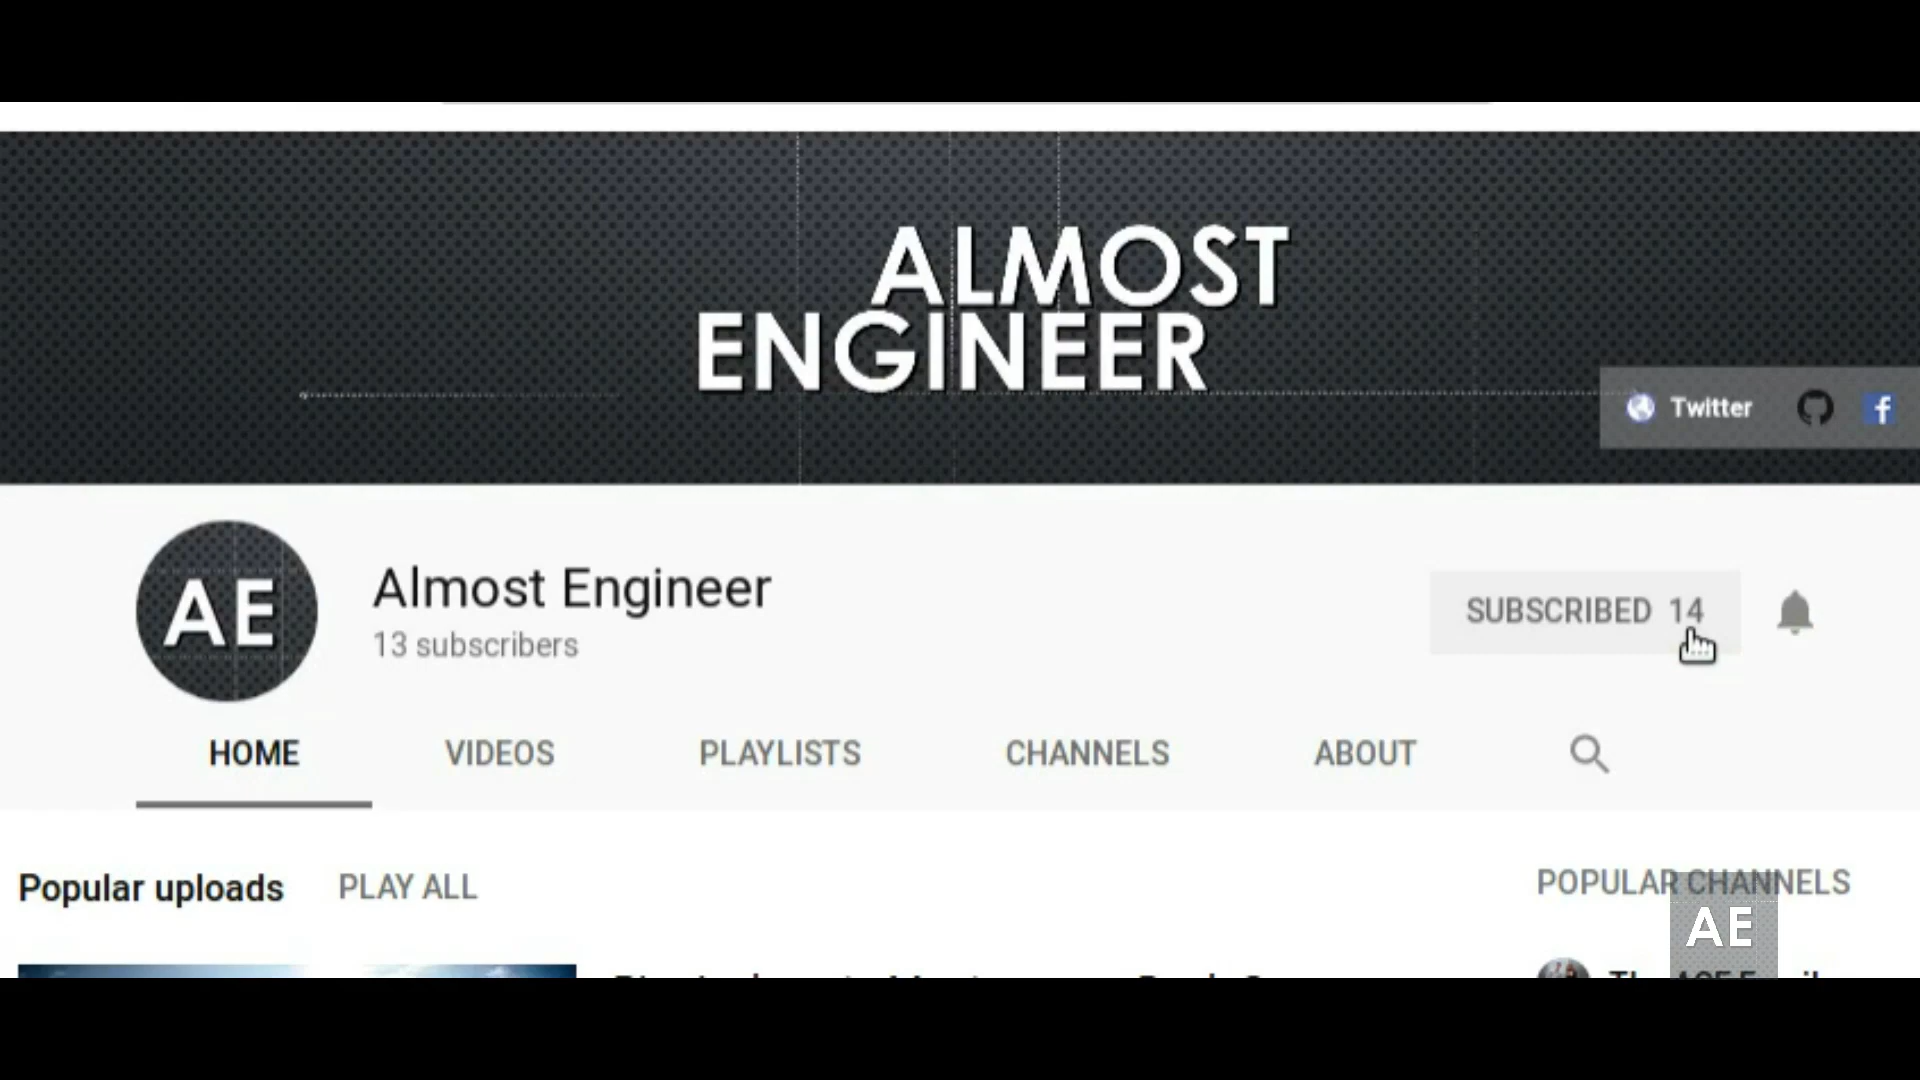 ALMOST
ENGINEER
Twitter
AE
Almost Engineer
13 subscribers
SUBSCRIBED 14
HOME VIDEOS PLAYLISTS CHANNELS ABOUT
Popular uploads PLAY ALL
POPULAR CHANNELS
AE